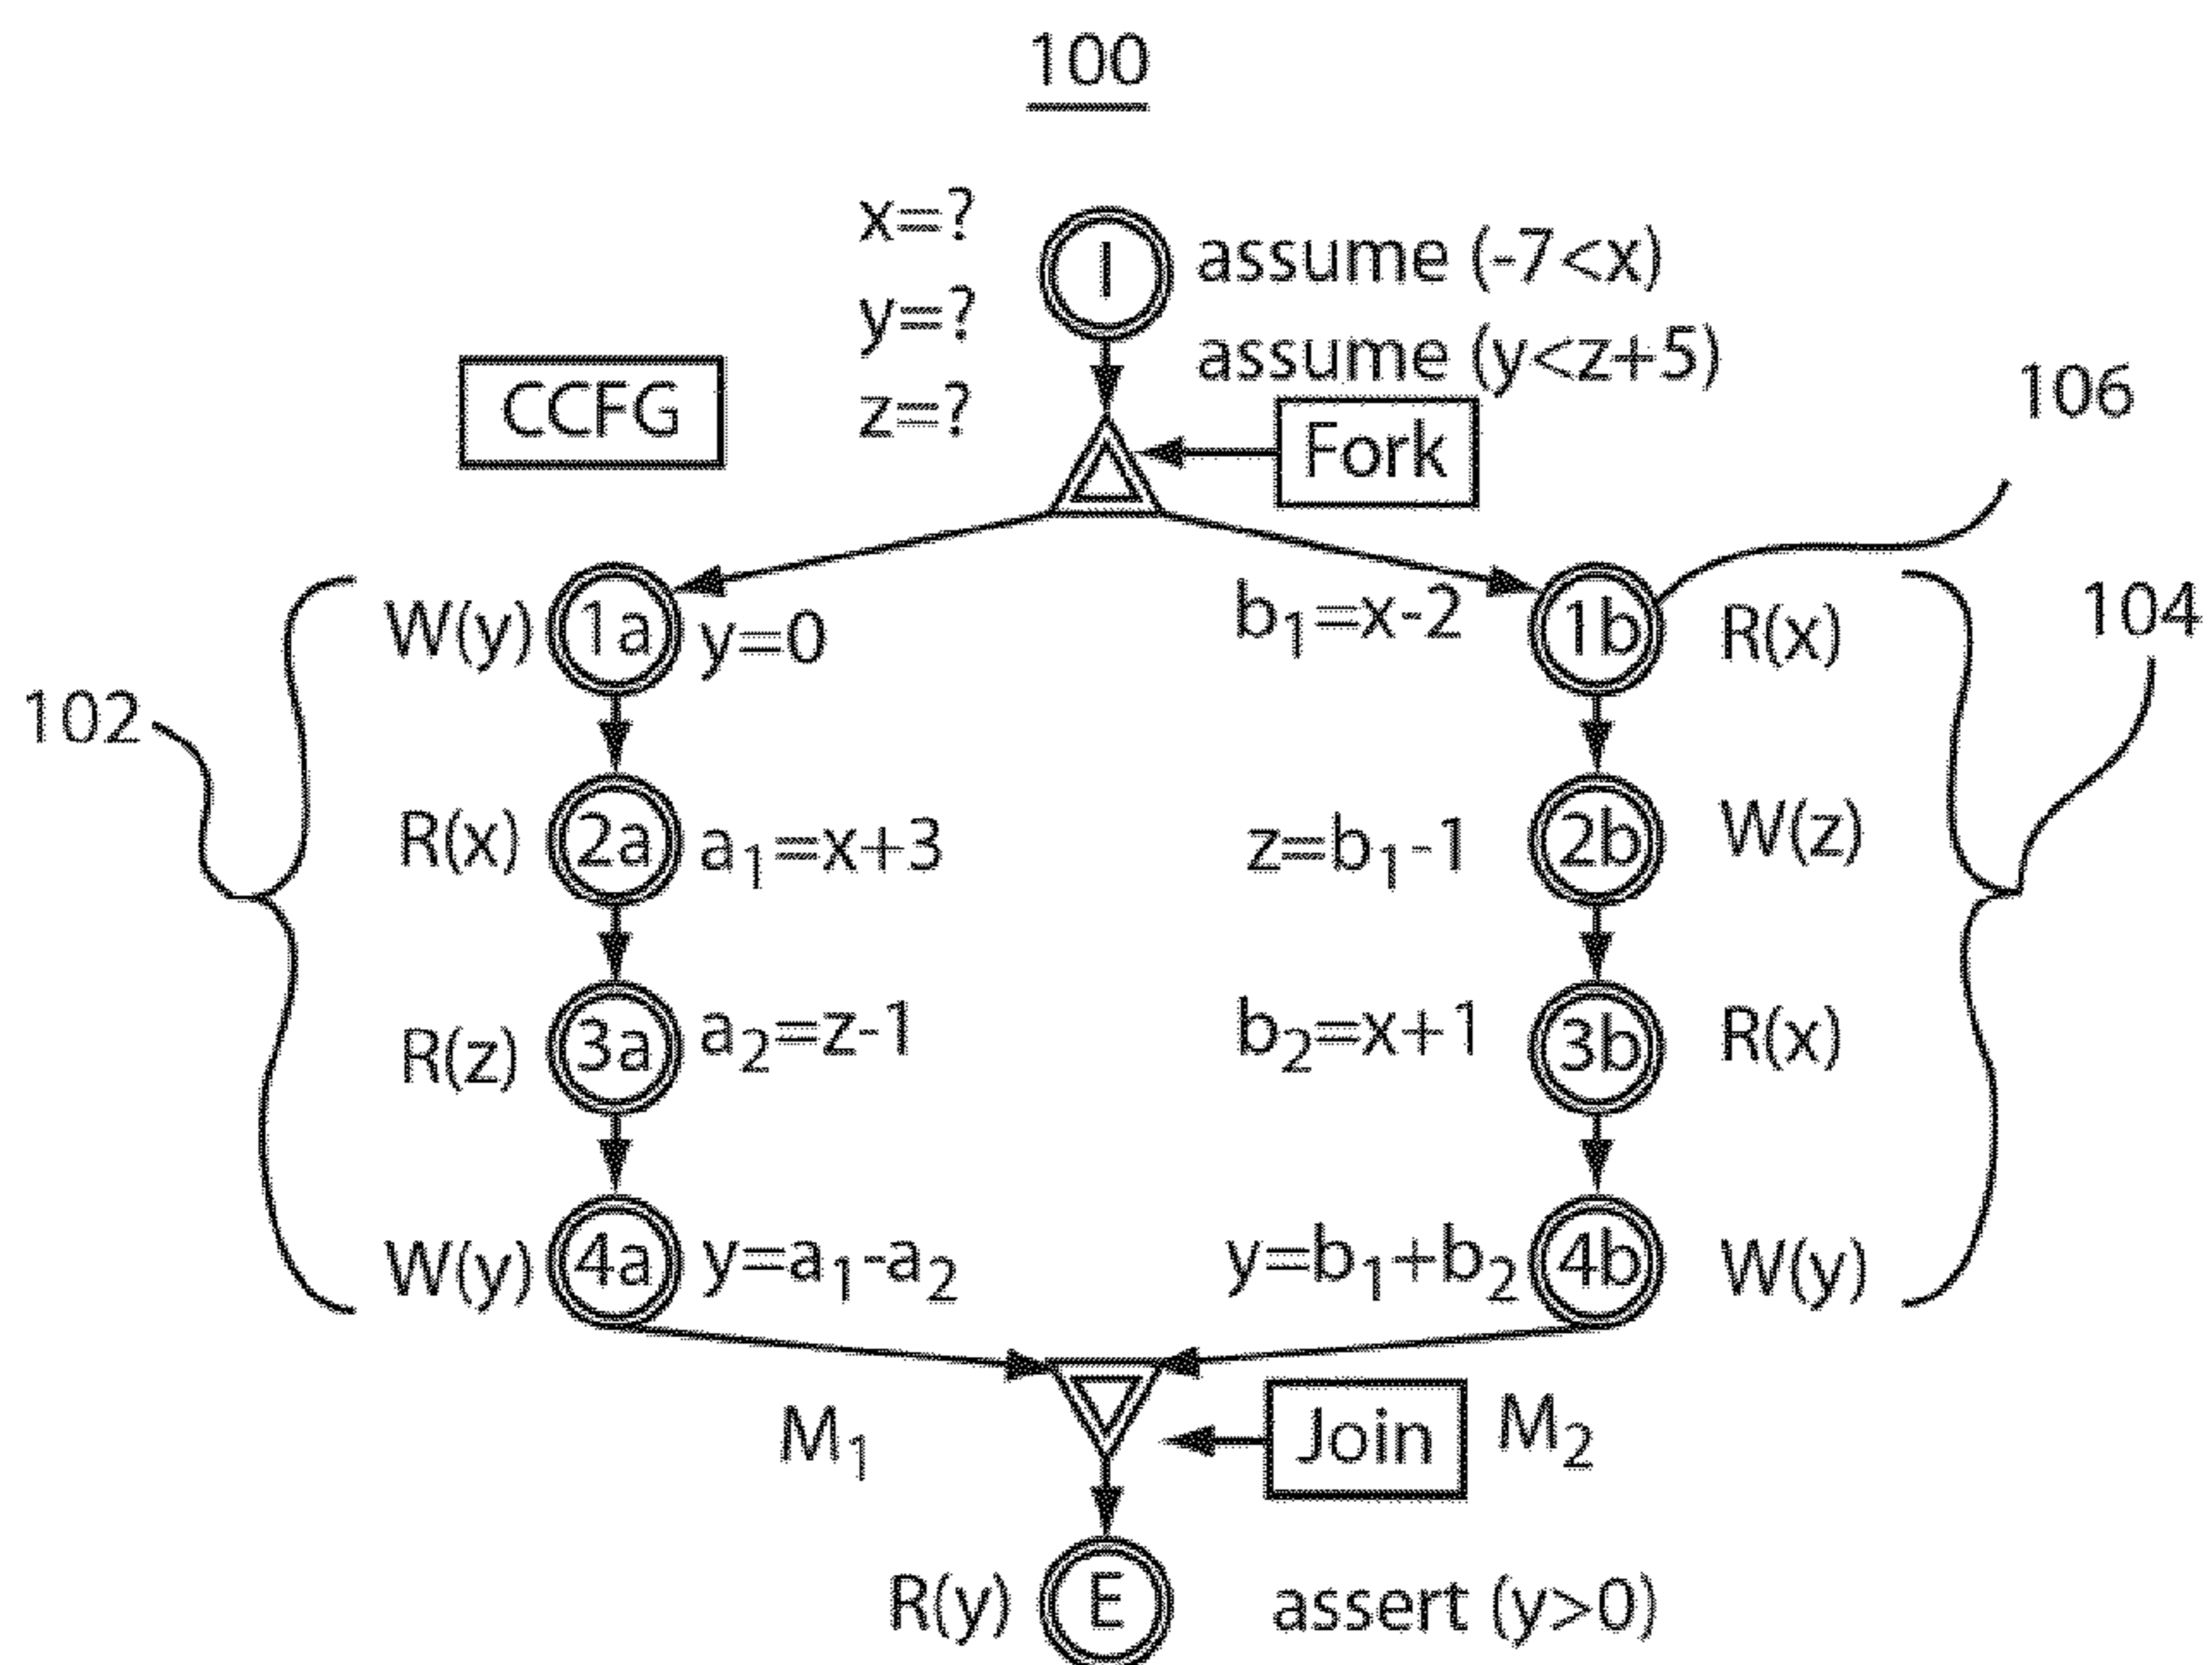 100
x=?
I
assume (-7<x)
y=?
assume (y<z+5)
z=?
CCFG
Fork
106
W(y) 1a y=0
b₁=x-2 1b R(x)
104
102
R(x) 2a a₁=x+3
z=b₁-1 2b W(z)
R(z) 3a a₂=z-1
b₂=x+1 3b R(x)
W(y) 4a y=a₁-a₂
y=b₁+b₂ 4b W(y)
M₁
Join
M₂
R(y) E assert (y>0)